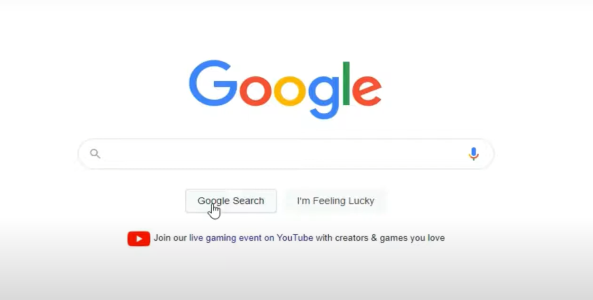 Google
Google Search
I'm Feeling Lucky
Join our live gaming event on YouTube with creators & games you love